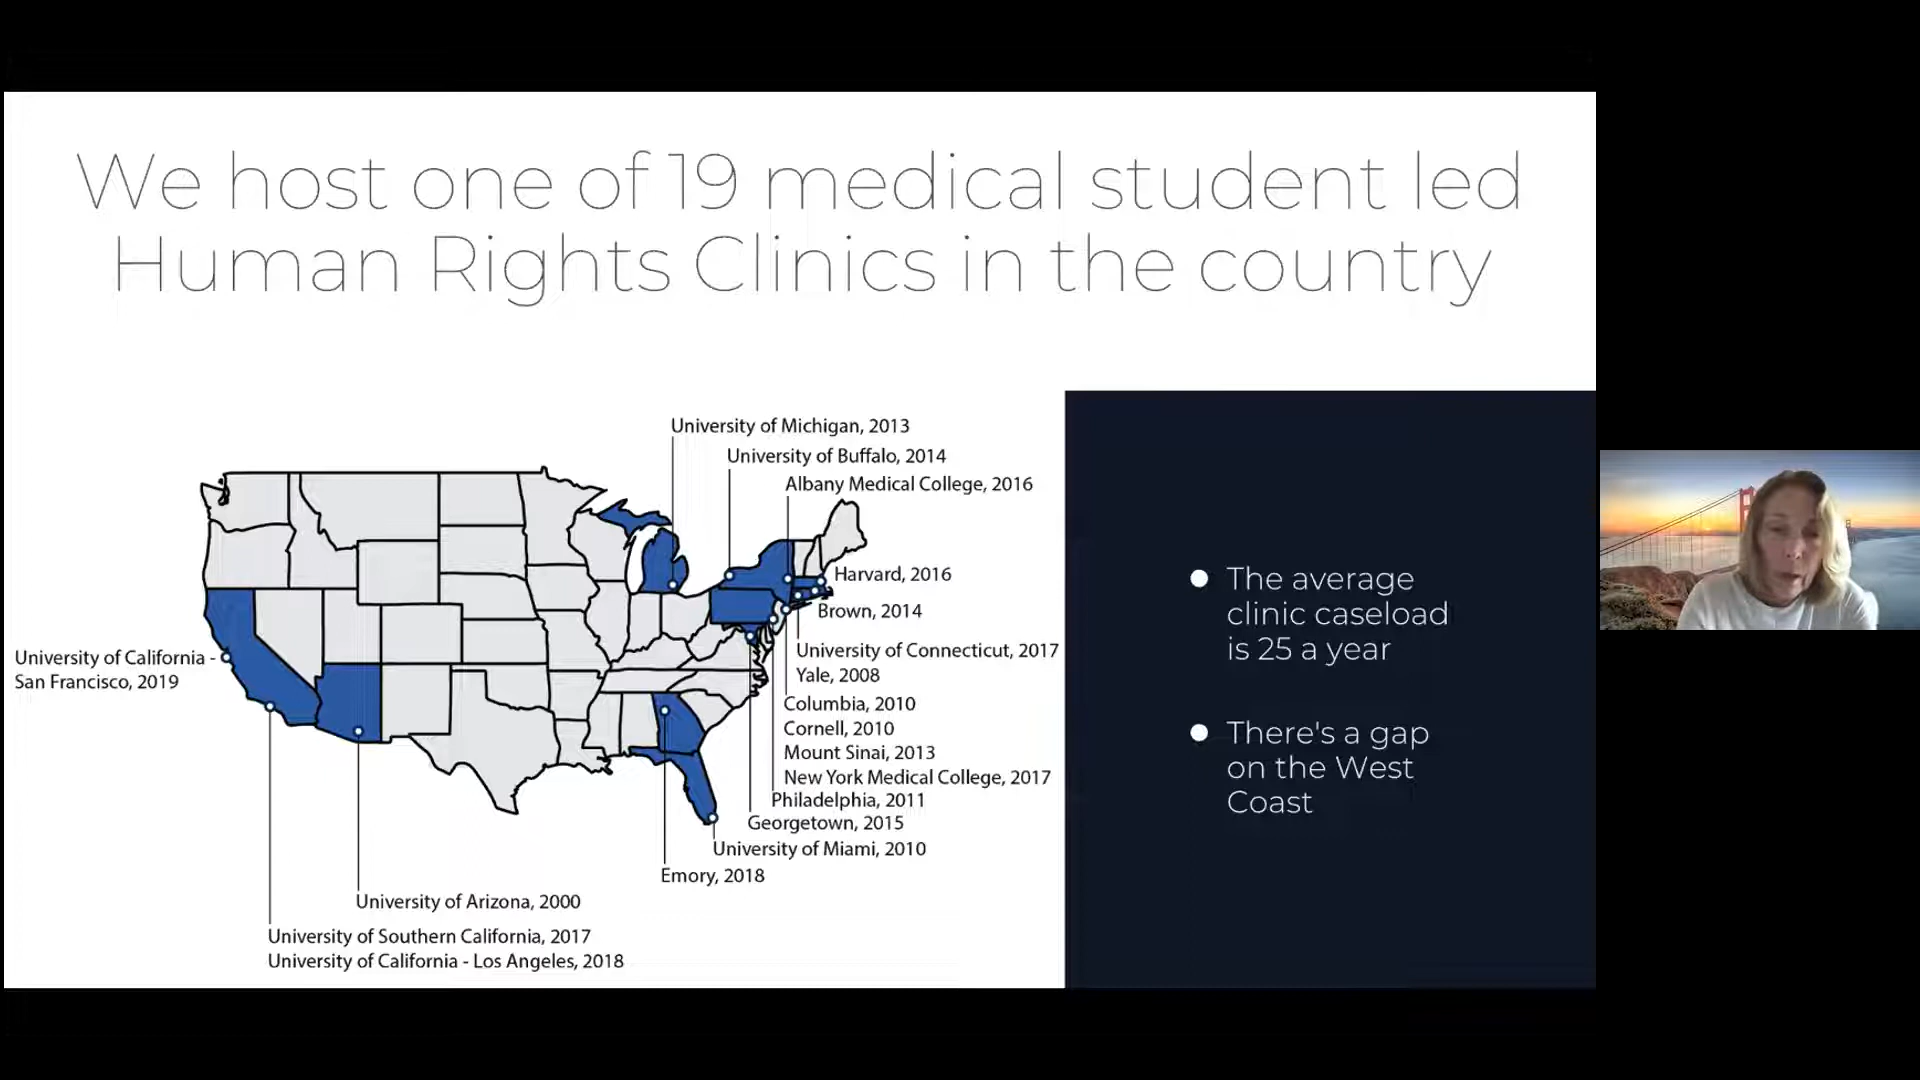 We host one of 19 medical student led
Human Rights Clinics in the country
University of Michigan, 2013
University of Buffalo, 2014
Albany Medical College, 2016
Harvard, 2016
Brown, 2014
University of Connecticut, 2017
Yale, 2008
Columbia, 2010
Cornell, 2010
Mount Sinai, 2013
New York Medical College, 2017
Philadelphia, 2011
Georgetown, 2015
University of Miami, 2010
Emory, 2018
University of Arizona, 2000
University of Southern California, 2017
University of California - Los Angeles, 2018
University of California -
San Francisco, 2019
The average
clinic caseload
is 25 a year
There's a gap
on the West
Coast